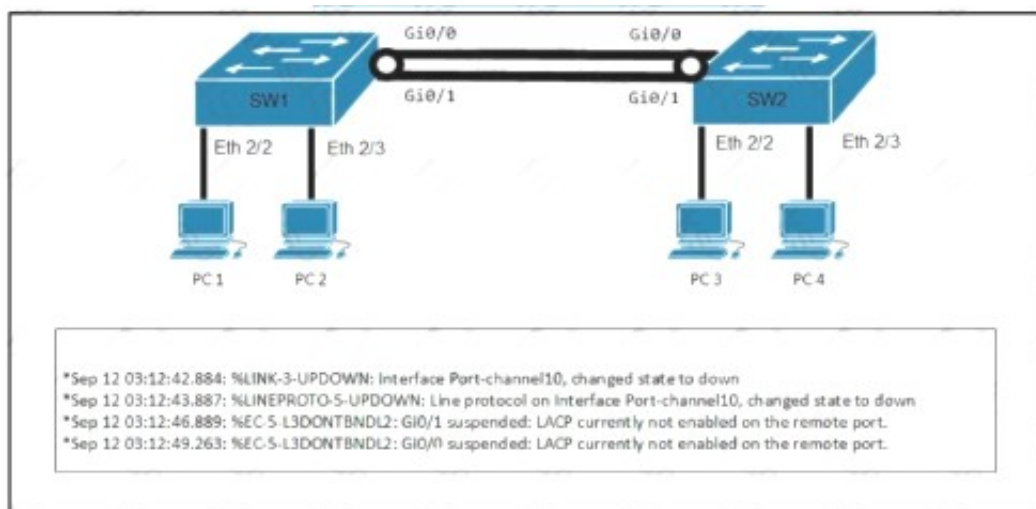 Gi0/0 Gi0/0
SW1 Gi0/1 Gi0/1 SW2
Eth 2/2 Eth 2/3 Eth 2/2 Eth 2/3
PC 1 PC 2 PC 3 PC 4
*Sep 12 03:12:42.884: %LINK-3-UPDOWN: Interface Port-channel10, changed state to down
*Sep 12 03:12:43.887: %LINEPROTO-5-UPDOWN: Line protocol on Interface Port-channel10, changed state to down
*Sep 12 03:12:46.889: %EC-5-L3DONTBNDL2: Gi0/1 suspended: LACP currently not enabled on the remote port.
*Sep 12 03:12:49.263: %EC-5-L3DONTBNDL2: Gi0/0 suspended: LACP currently not enabled on the remote port.